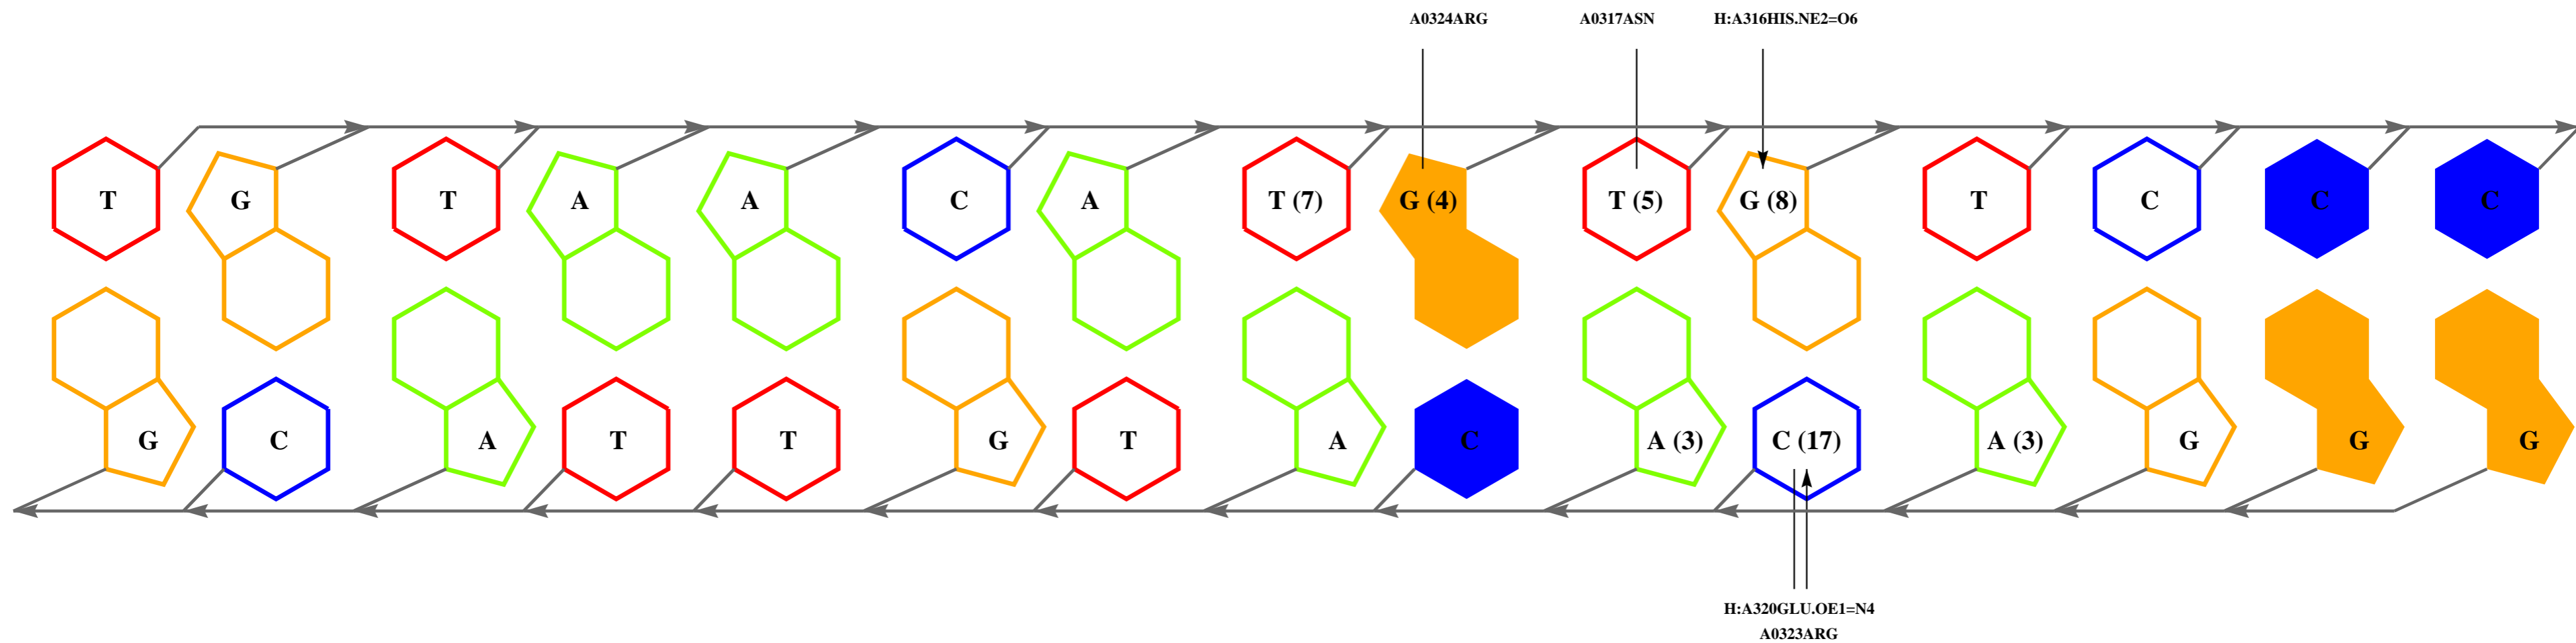 A0324ARG A0317ASN H:A316HIS.NE2=O6
T G T A A C A T (7) G (4) T (5) G (8) T C C C
G C A T T G T A C A (3) C (17) A (3) G G G
H:A320GLU.OE1=N4
A0323ARG